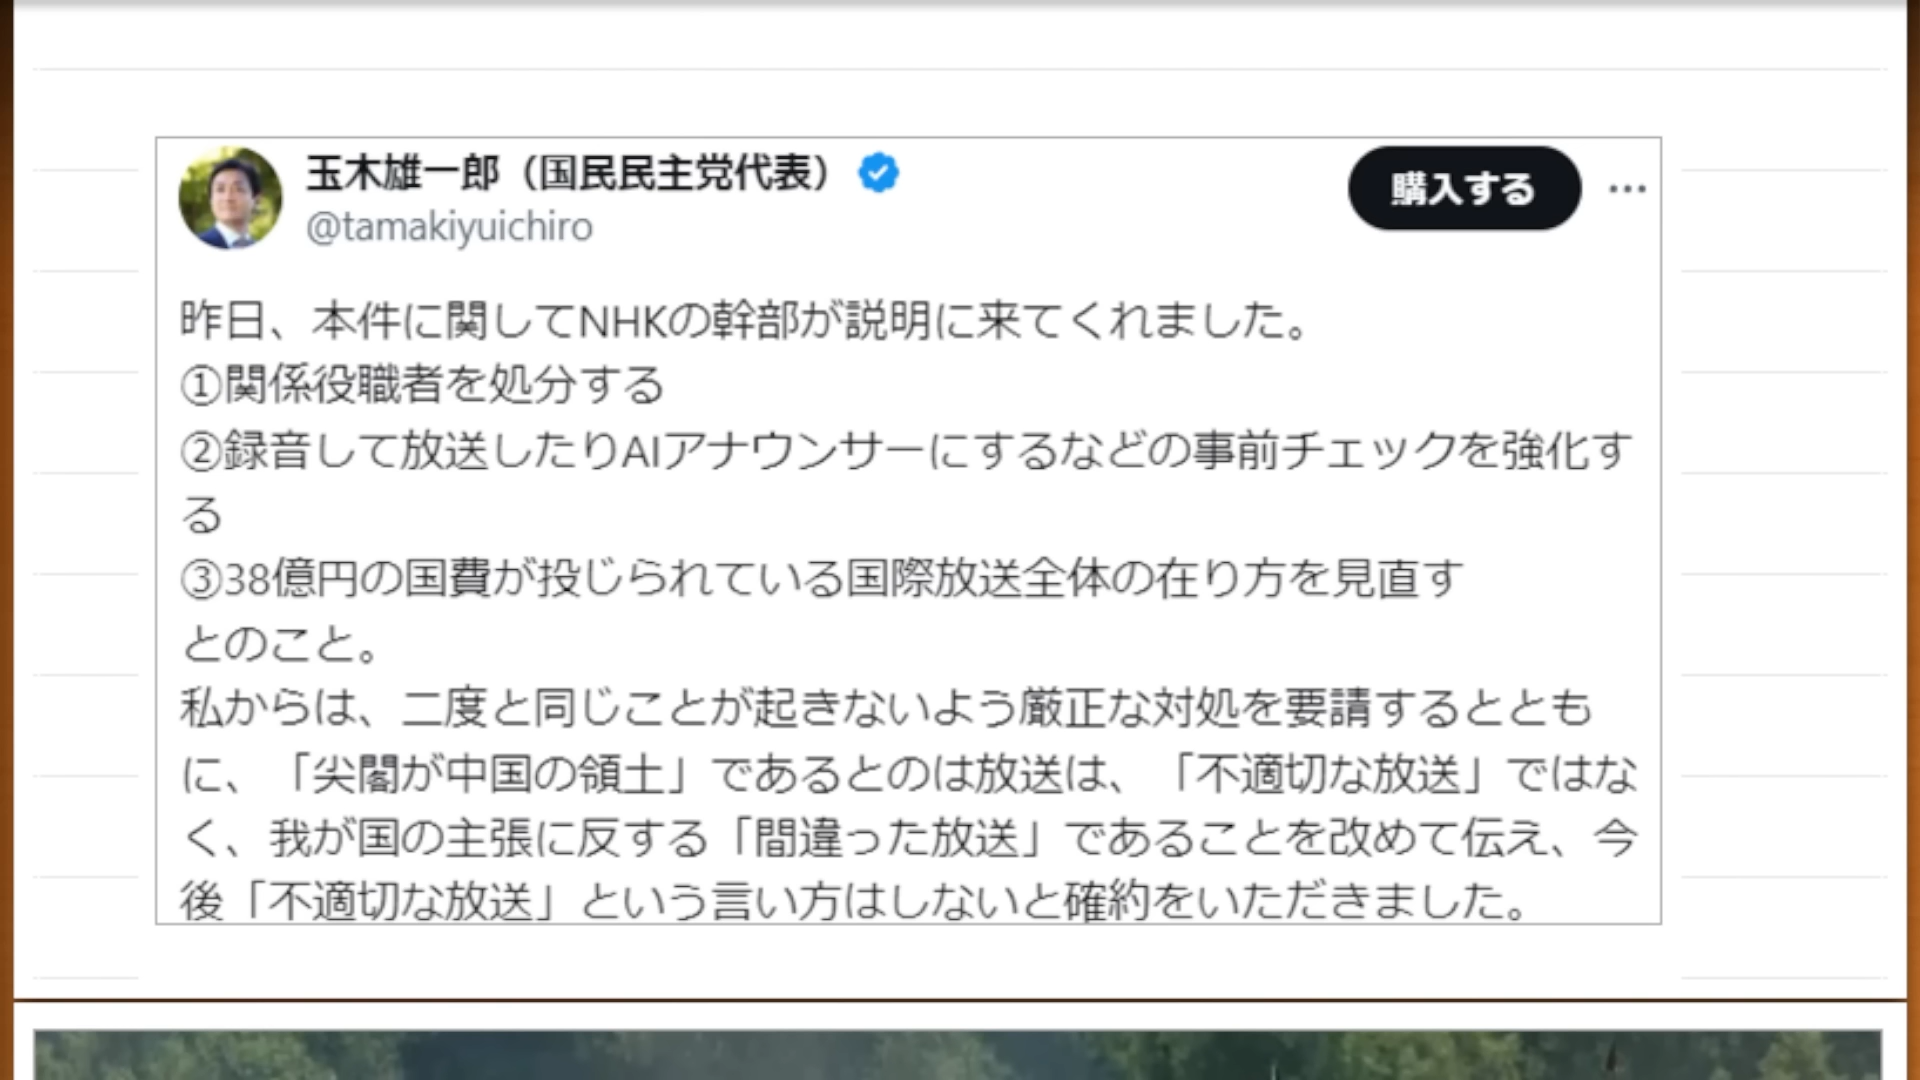 玉木雄一郎（国民民主党代表）
@tamakiyuichiro
購入する
昨日、本件に関してNHKの幹部が説明に来てくれました。
①関係役職者を処分する
②録音して放送したりAIアナウンサーにするなどの事前チェックを強化す
る
③38億円の国費が投じられている国際放送全体の在り方を見直す
とのこと。
私からは、二度と同じことが起きないよう厳正な対処を要請するととも
に、「尖閣が中国の領土」であるとのは放送は、「不適切な放送」ではな
く、我が国の主張に反する「間違った放送」であることを改めて伝え、今
後「不適切な放送」という言い方はしないと確約をいただきました。